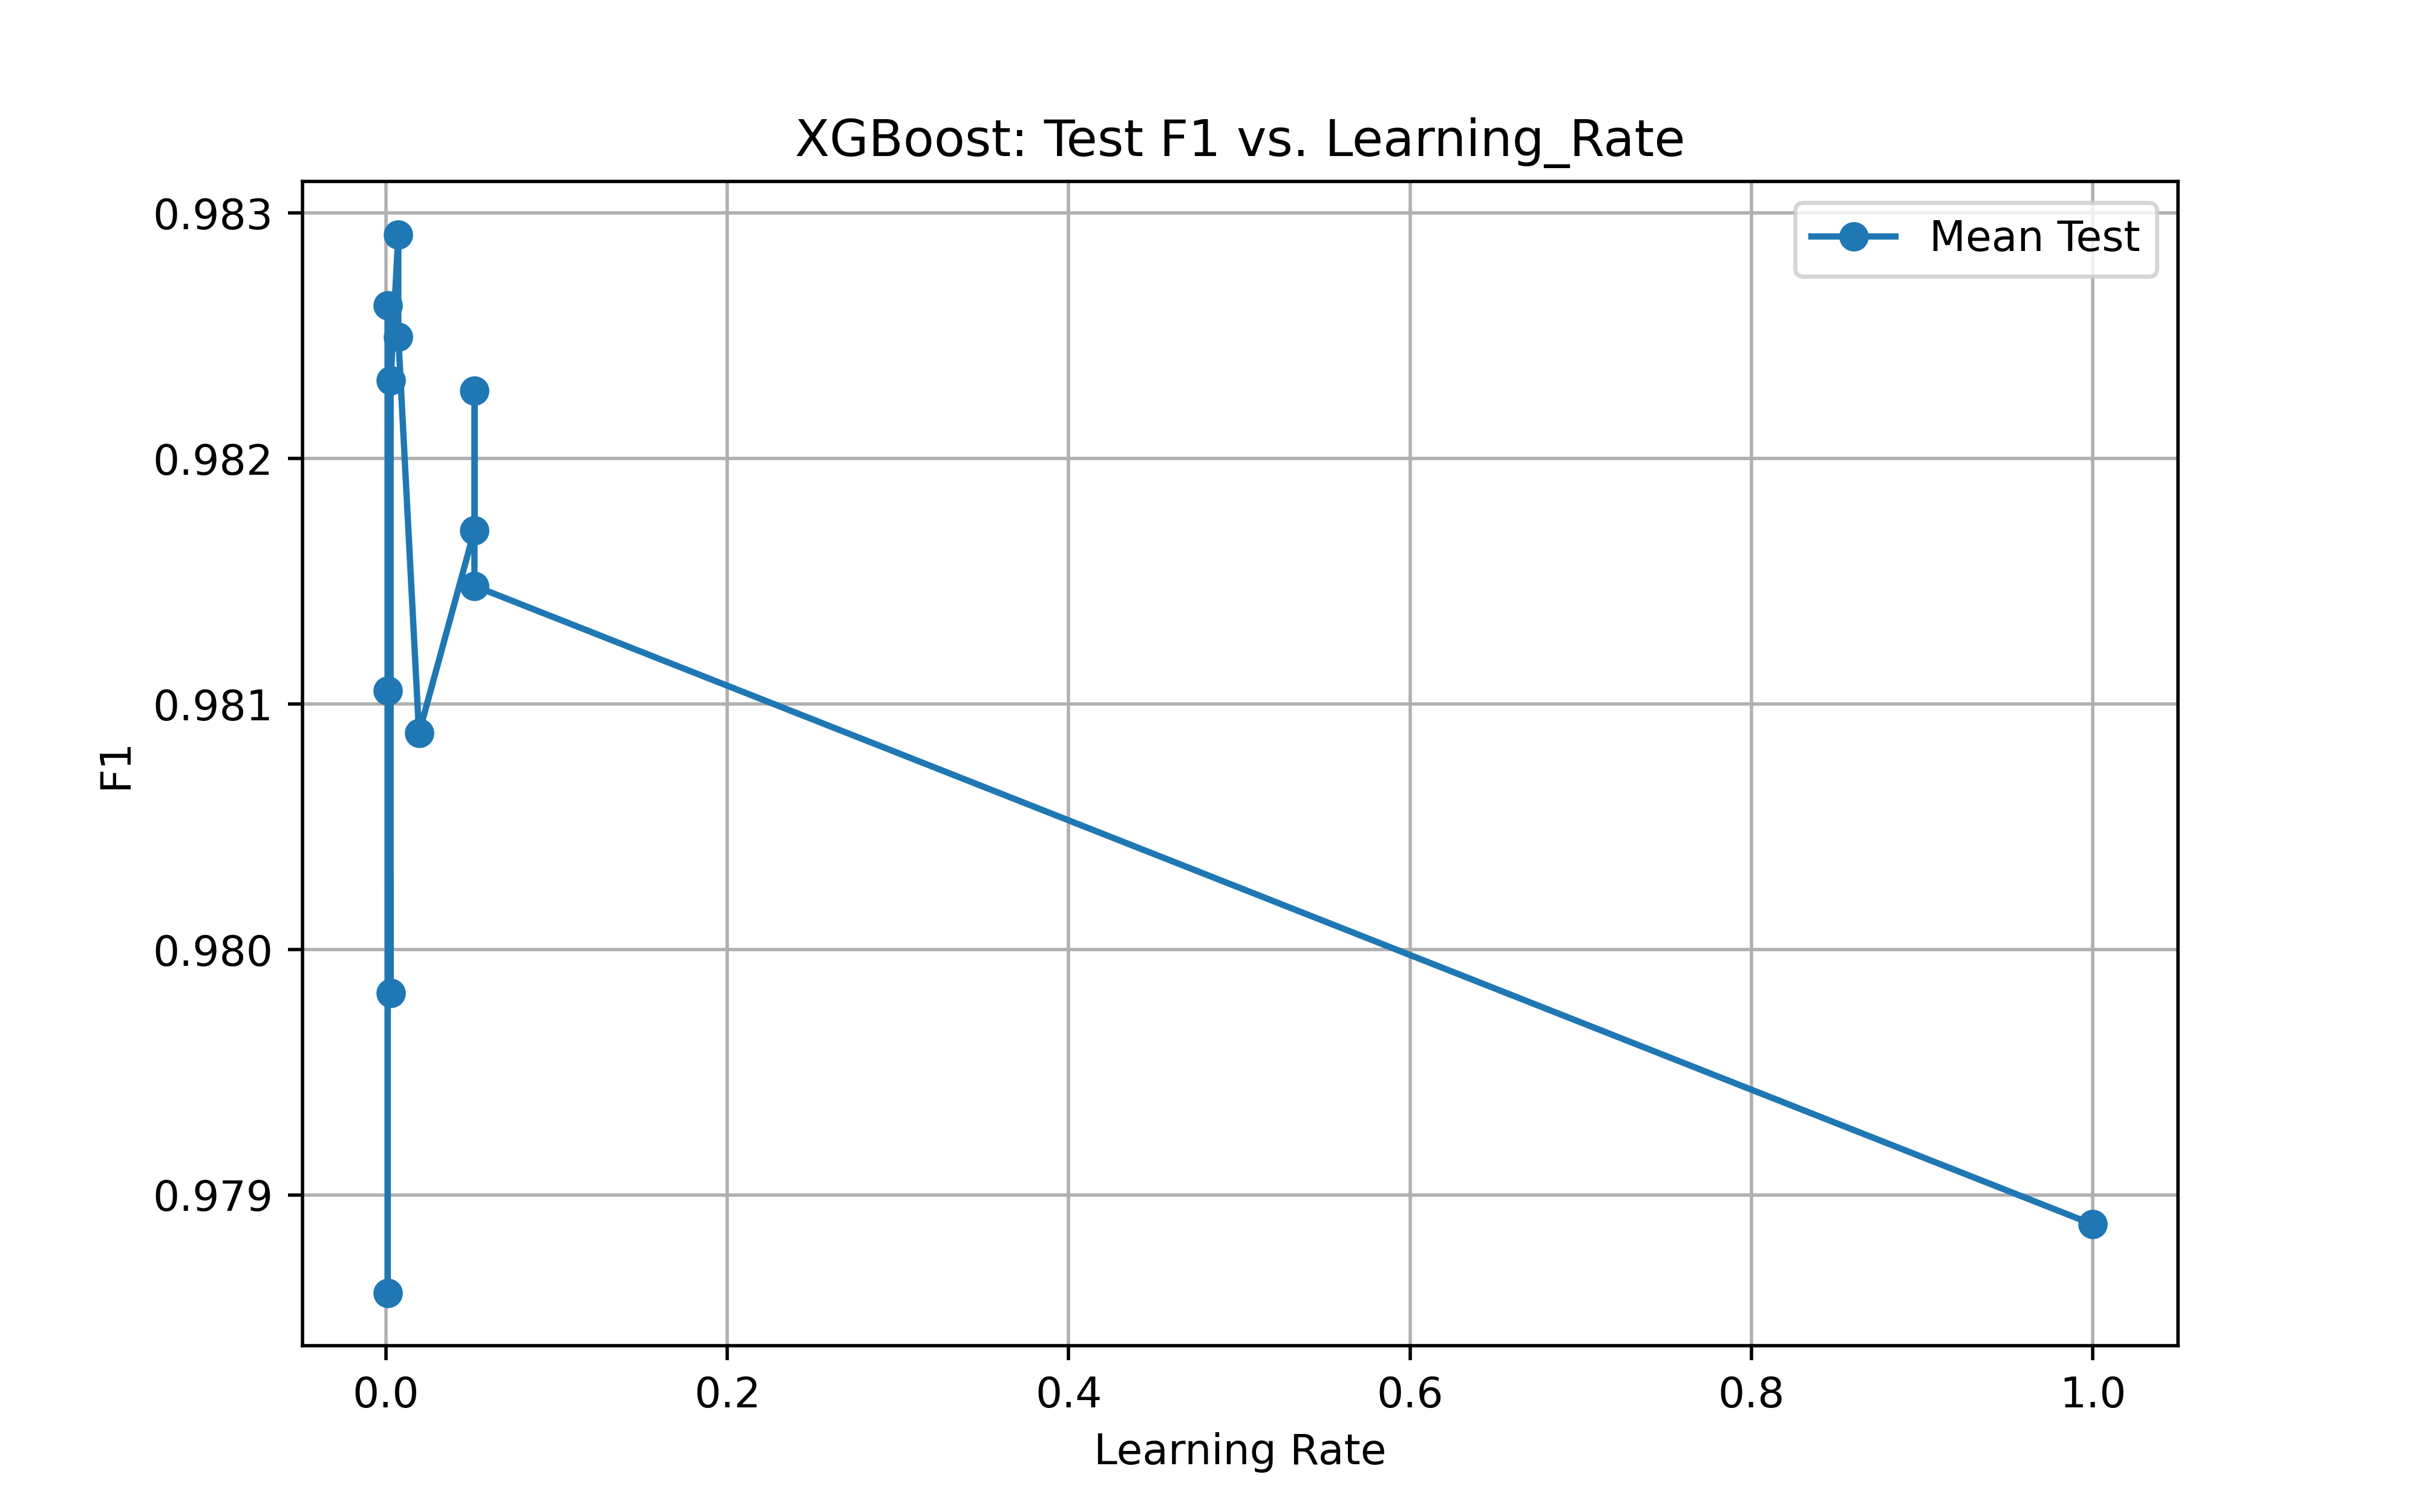 XGBoost: Test F1 vs. Learning_Rate
Mean Test
0.983
0.982
0.981
0.980
0.979
F1
0.0 0.2 0.4 0.6 0.8 1.0
Learning Rate